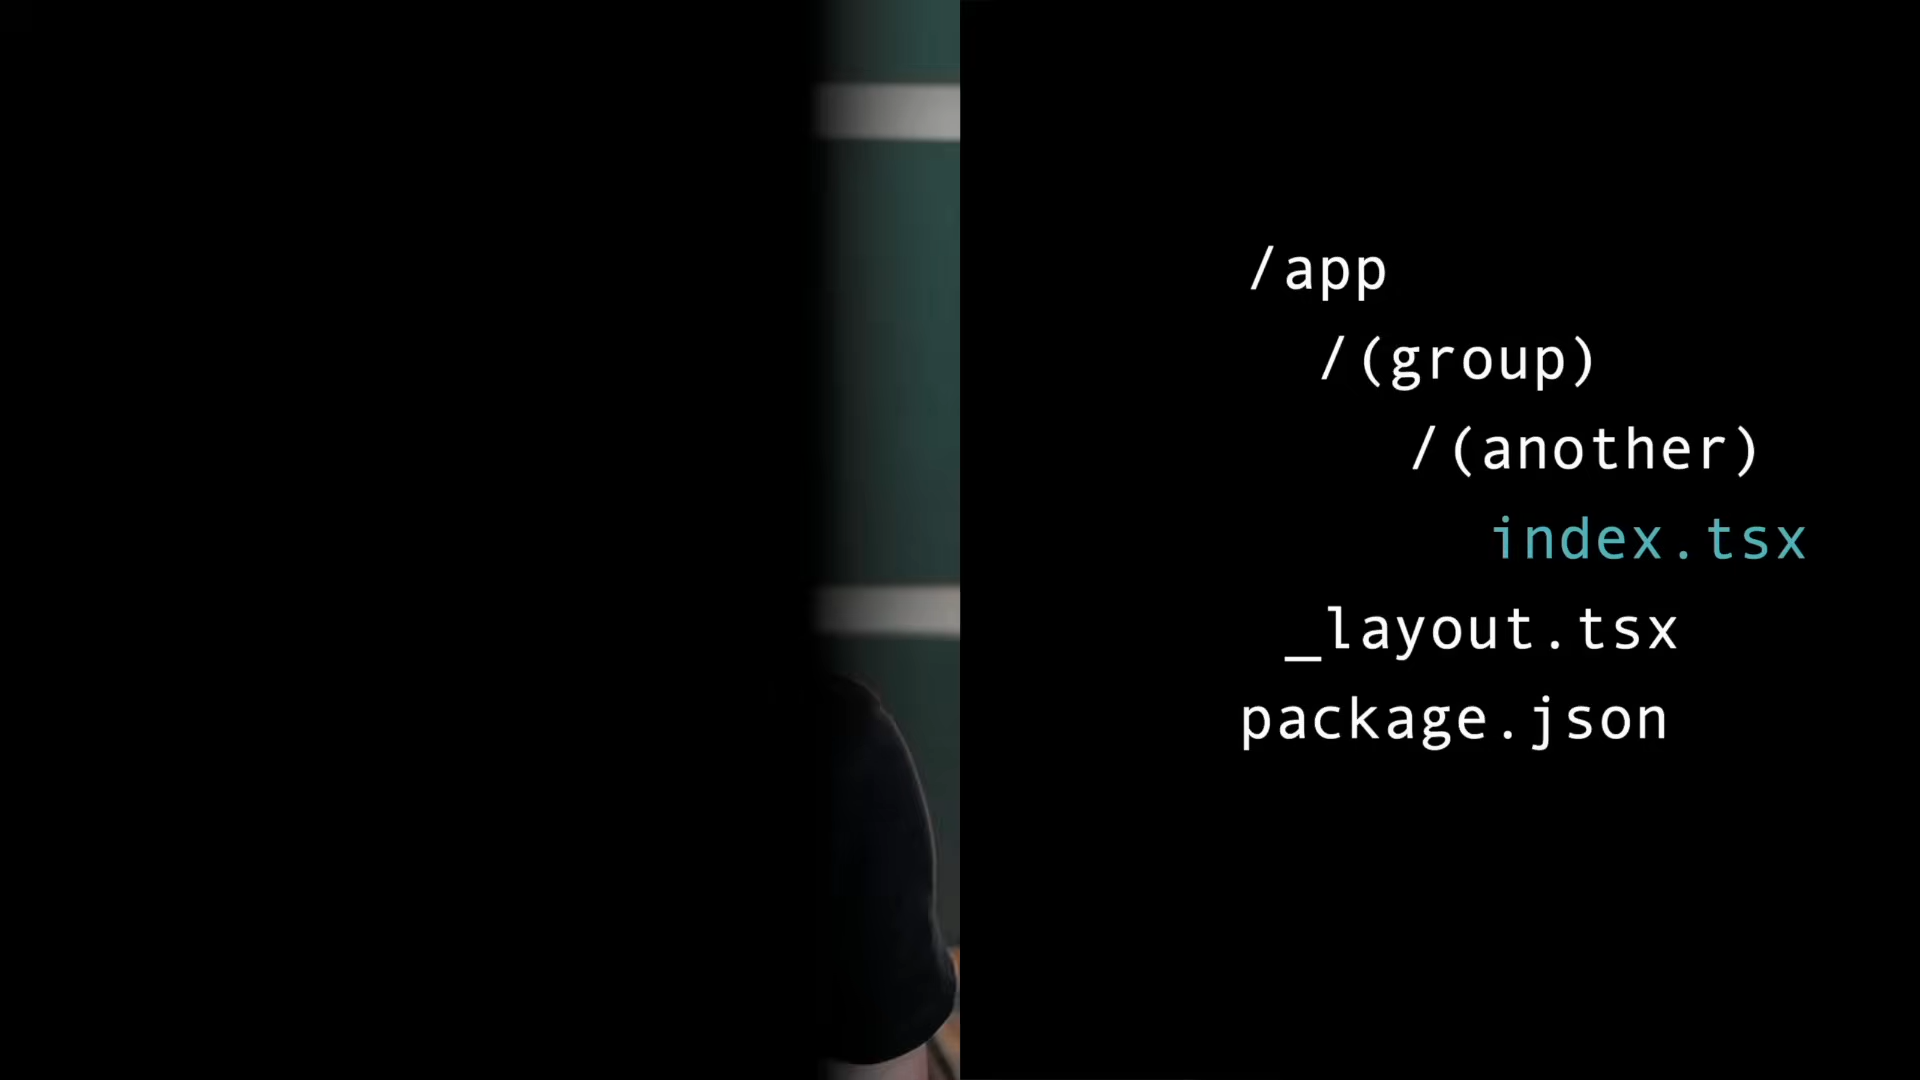 /app
/(group)
/(another)
index.tsx
_layout.tsx
package.json